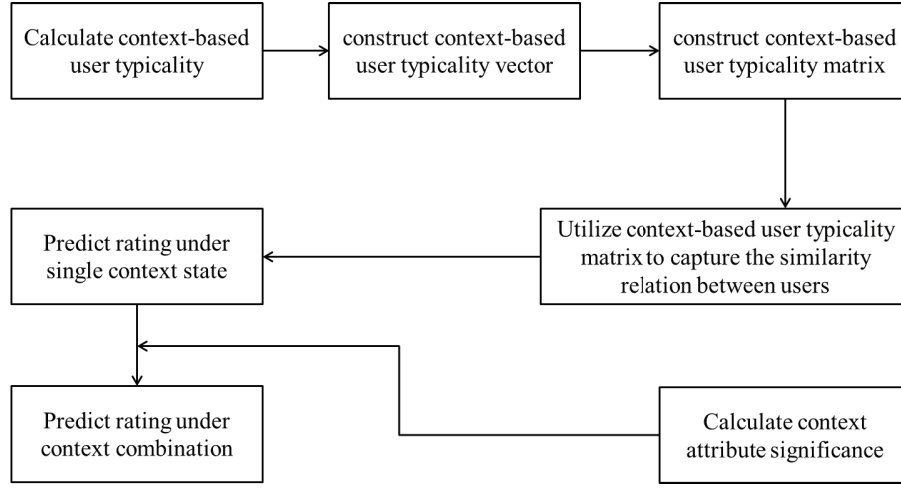 Calculate context-based
user typicality
construct context-based
user typicality vector
construct context-based
user typicality matrix
Utilize context-based user typicality
matrix to capture the similarity
relation between users
Predict rating under
single context state
Predict rating under
context combination
Calculate context
attribute significance